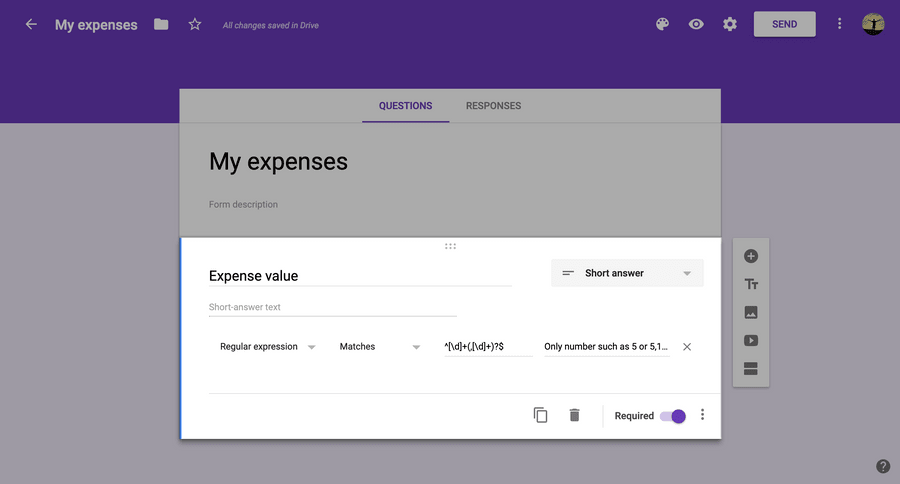 My expenses All changes saved in Drive SEND
QUESTIONS RESPONSES
My expenses
Form description
Expense value Short answer
Short-answer text
Regular expression Matches ^[\d]+(,[\d]+)?$ Only number such as 5 or 5,1...
Required